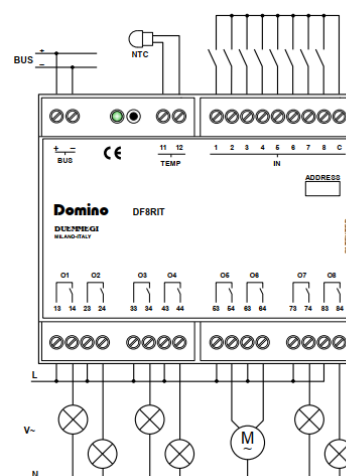 +
BUS
−
NTC
+ −
BUS
CE
11 12
TEMP
1 2 3 4 5 6 7 8 C
IN
ADDRESS
Domino DF8RIT
DUEMMEGI
MILANO-ITALY
O1 O2 O3 O4 O5 O6 O7 O8
13 14 23 24 33 34 43 44 53 54 63 64 73 74 83 84
L
V~
M
~
N